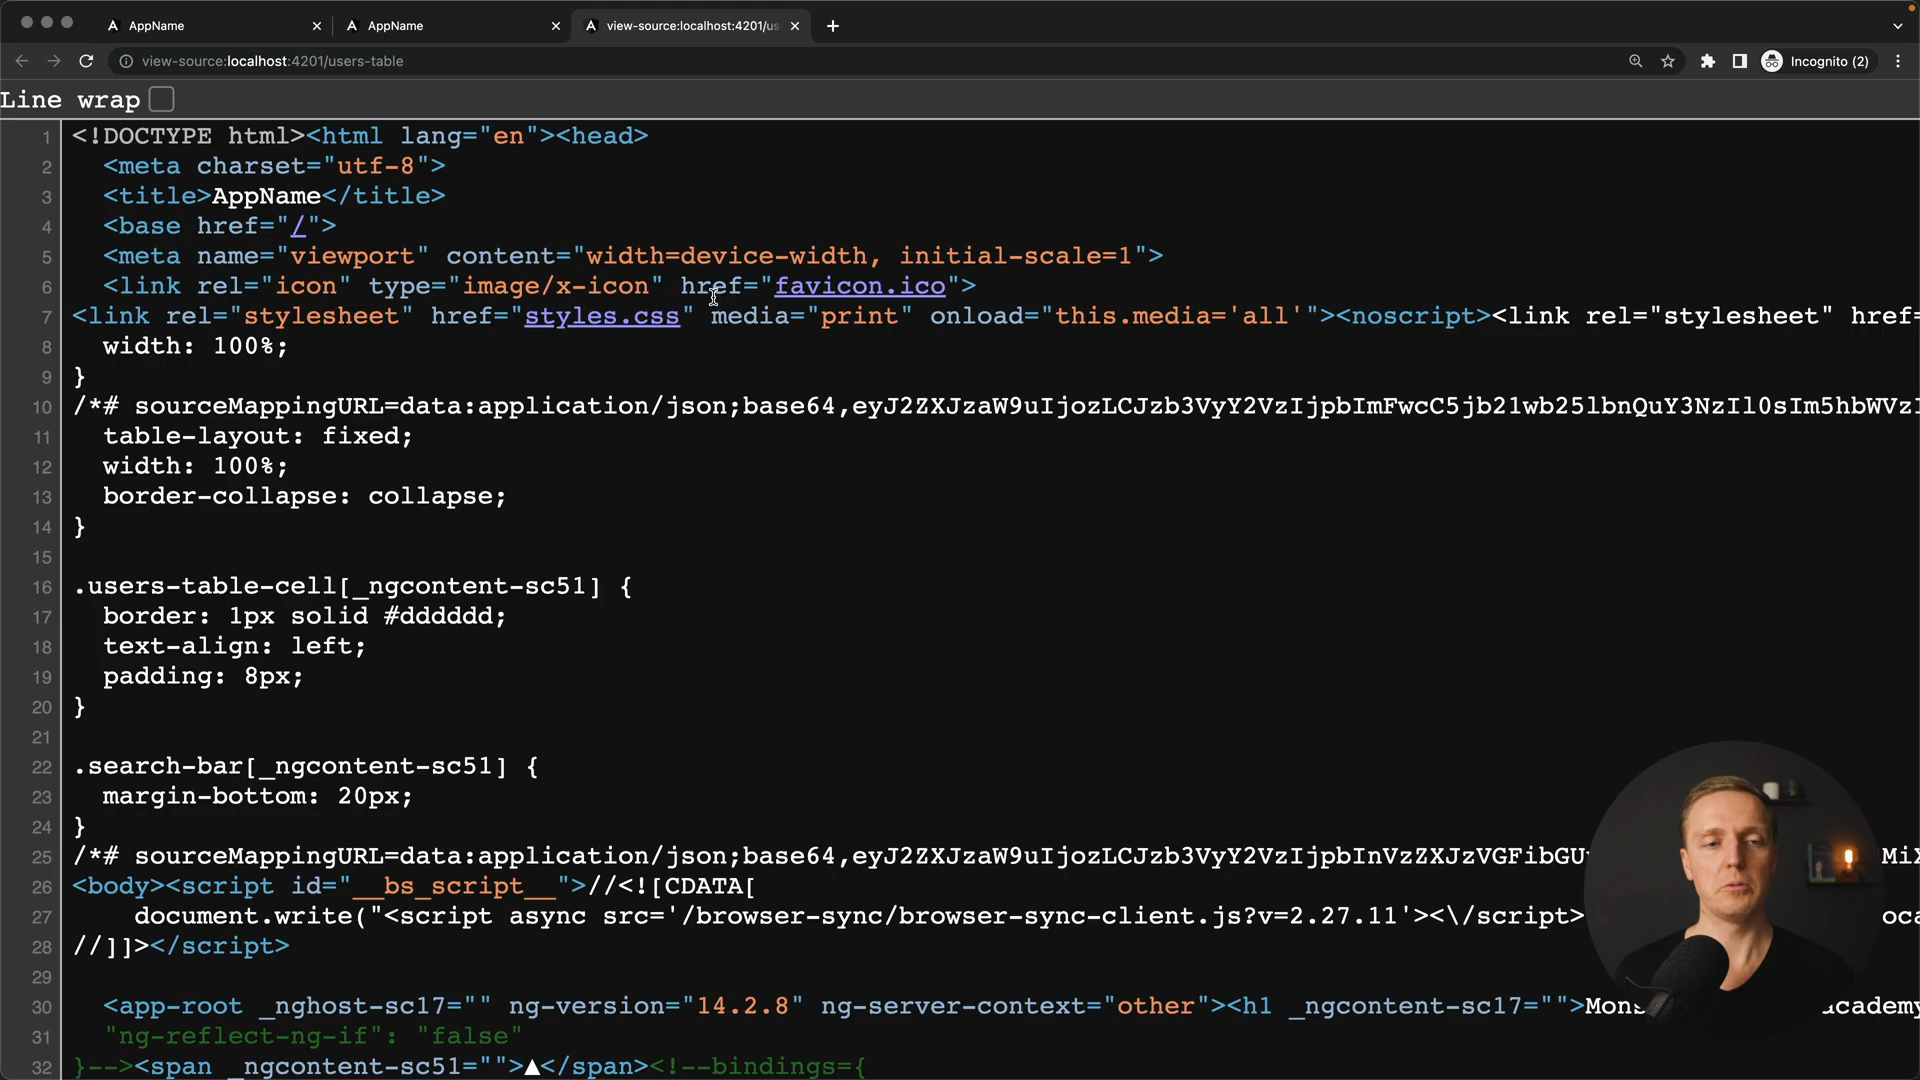 AppName
AppName
view-source:localhost:4201/us
view-source:localhost:4201/users-table
Incognito (2)
Line wrap
1 <!DOCTYPE html><html lang="en"><head>
2 <meta charset="utf-8">
3 <title>AppName</title>
4 <base href="/">
5 <meta name="viewport" content="width=device-width, initial-scale=1">
6 <link rel="icon" type="image/x-icon" href="favicon.ico">
7 <link rel="stylesheet" href="styles.css" media="print" onload="this.media='all'"><noscript><link rel="stylesheet" href=
8 width: 100%;
9 }
10 /*# sourceMappingURL=data:application/json;base64,eyJ2ZXJzaW9uIjozLCJzb3VyY2VzIjpbImFwcC5jb21wb25lbnQuY3NzIl0sIm5hbWVz
11 table-layout: fixed;
12 width: 100%;
13 border-collapse: collapse;
14 }
15
16 .users-table-cell[_ngcontent-sc51] {
17 border: 1px solid #dddddd;
18 text-align: left;
19 padding: 8px;
20 }
21
22 .search-bar[_ngcontent-sc51] {
23 margin-bottom: 20px;
24 }
25 /*# sourceMappingURL=data:application/json;base64,eyJ2ZXJzaW9uIjozLCJzb3VyY2VzIjpbInVzZXJzVGFibGU MiX
26 <body><script id="__bs_script__">//<![CDATA[
27 document.write("<script async src='/browser-sync/browser-sync-client.js?v=2.27.11'><\/script> oca
28 //]]></script>
29
30 <app-root _nghost-sc17="" ng-version="14.2.8" ng-server-context="other"><h1 _ngcontent-sc17="">Mons academy
31 "ng-reflect-ng-if": "false"
32 }--><span _ngcontent-sc51="">▲</span><!--bindings={